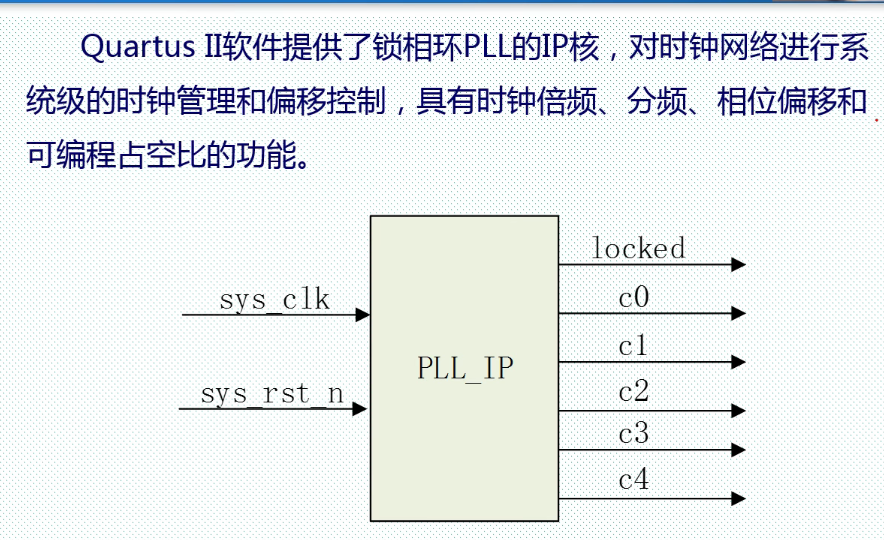 Quartus II软件提供了锁相环PLL的IP核，对时钟网络进行系
统级的时钟管理和偏移控制，具有时钟倍频、分频、相位偏移和
可编程占空比的功能。
locked
sys_clk
c0
c1
PLL_IP
sys_rst_n
c2
c3
c4